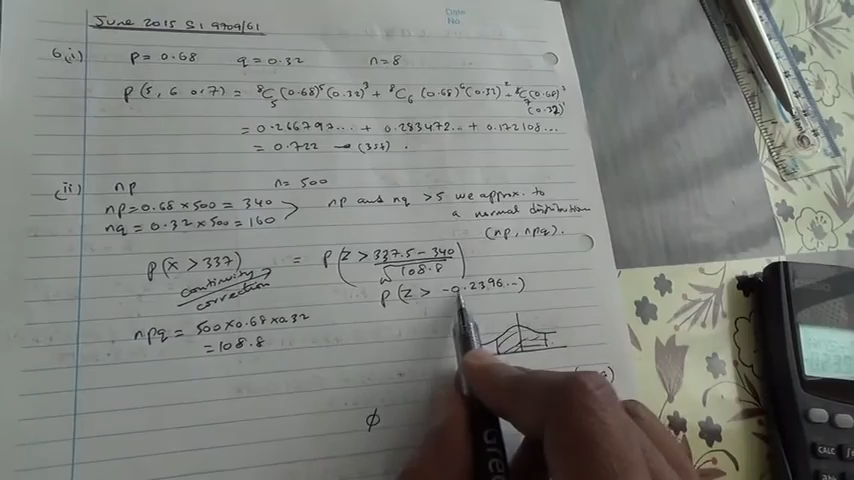 Date
No.
June 2015 S1 9709/61
6(i) p = 0.68 q = 0.32 n = 8
P(5, 6 or 7) = ⁸C₅ (0.68)⁵(0.32)³ + ⁸C₆ (0.68)⁶(0.32)² + ⁸C₇ (0.68)⁷
(0.32)¹
= 0.266797... + 0.283472... + 0.172108...
= 0.722 (3sf).
(ii) np n = 500
np = 0.68 × 500 = 340
nq = 0.32 × 500 = 160
np and nq > 5 we approx. to
a normal distribution
(np, npq).
P(X > 337) = P(Z > 337.5 - 340 / √108.8)
continuity
correction
P(Z > -0.2396..)
npq = 500 × 0.68 × 0.32
= 108.8
ϕ